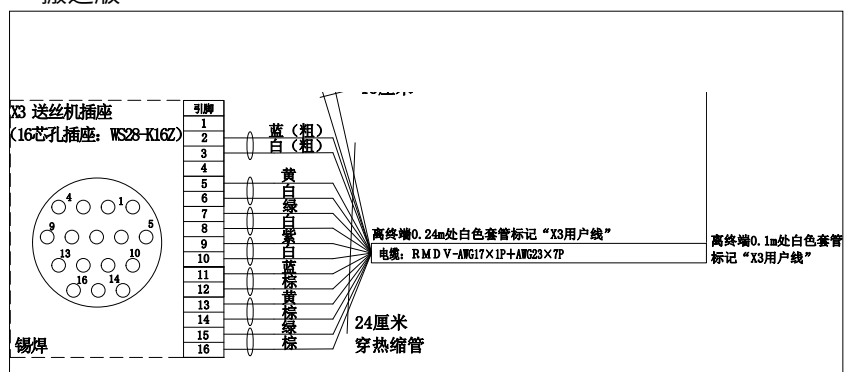 X3 送丝机插座
(16芯孔插座：WS28-K16Z)
引脚
1
2
3
4
5
6
7
8
9
10
11
12
13
14
15
16
蓝（粗）
白（粗）
黄
白
绿
白
紫
白
蓝
棕
黄
棕
绿
棕
4
1
9
5
13
10
16
14
锡焊
离终端0.24m处白色套管标记“X3用户线”
电缆：RMDV-AWG17×1P+AWG23×7P
24厘米
穿热缩管
离终端0.1m处白色套管
标记“X3用户线”